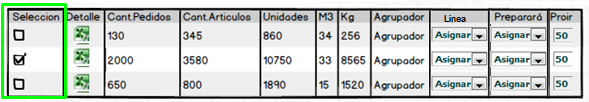 Seleccion Detalle Cant.Pedidos Cant.Articulos Unidades M3 Kg Agrupador Linea Preparará Proir
130 345 860 34 256 Agrupador Asignar Asignar 50
2000 3580 10750 33 8565 Agrupador Asignar Asignar 50
650 800 1890 15 1520 Agrupador Asignar Asignar 50